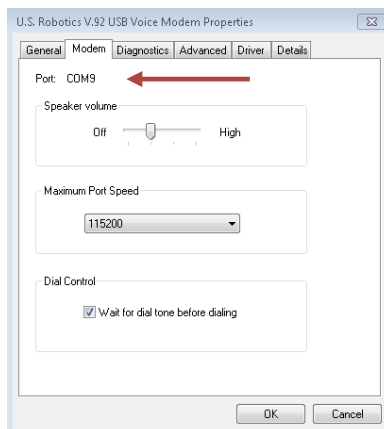 U.S. Robotics V.92 USB Voice Modem Properties
General Modem Diagnostics Advanced Driver Details
Port: COM9
Speaker volume
Off High
Maximum Port Speed
115200
Dial Control
Wait for dial tone before dialing
OK Cancel